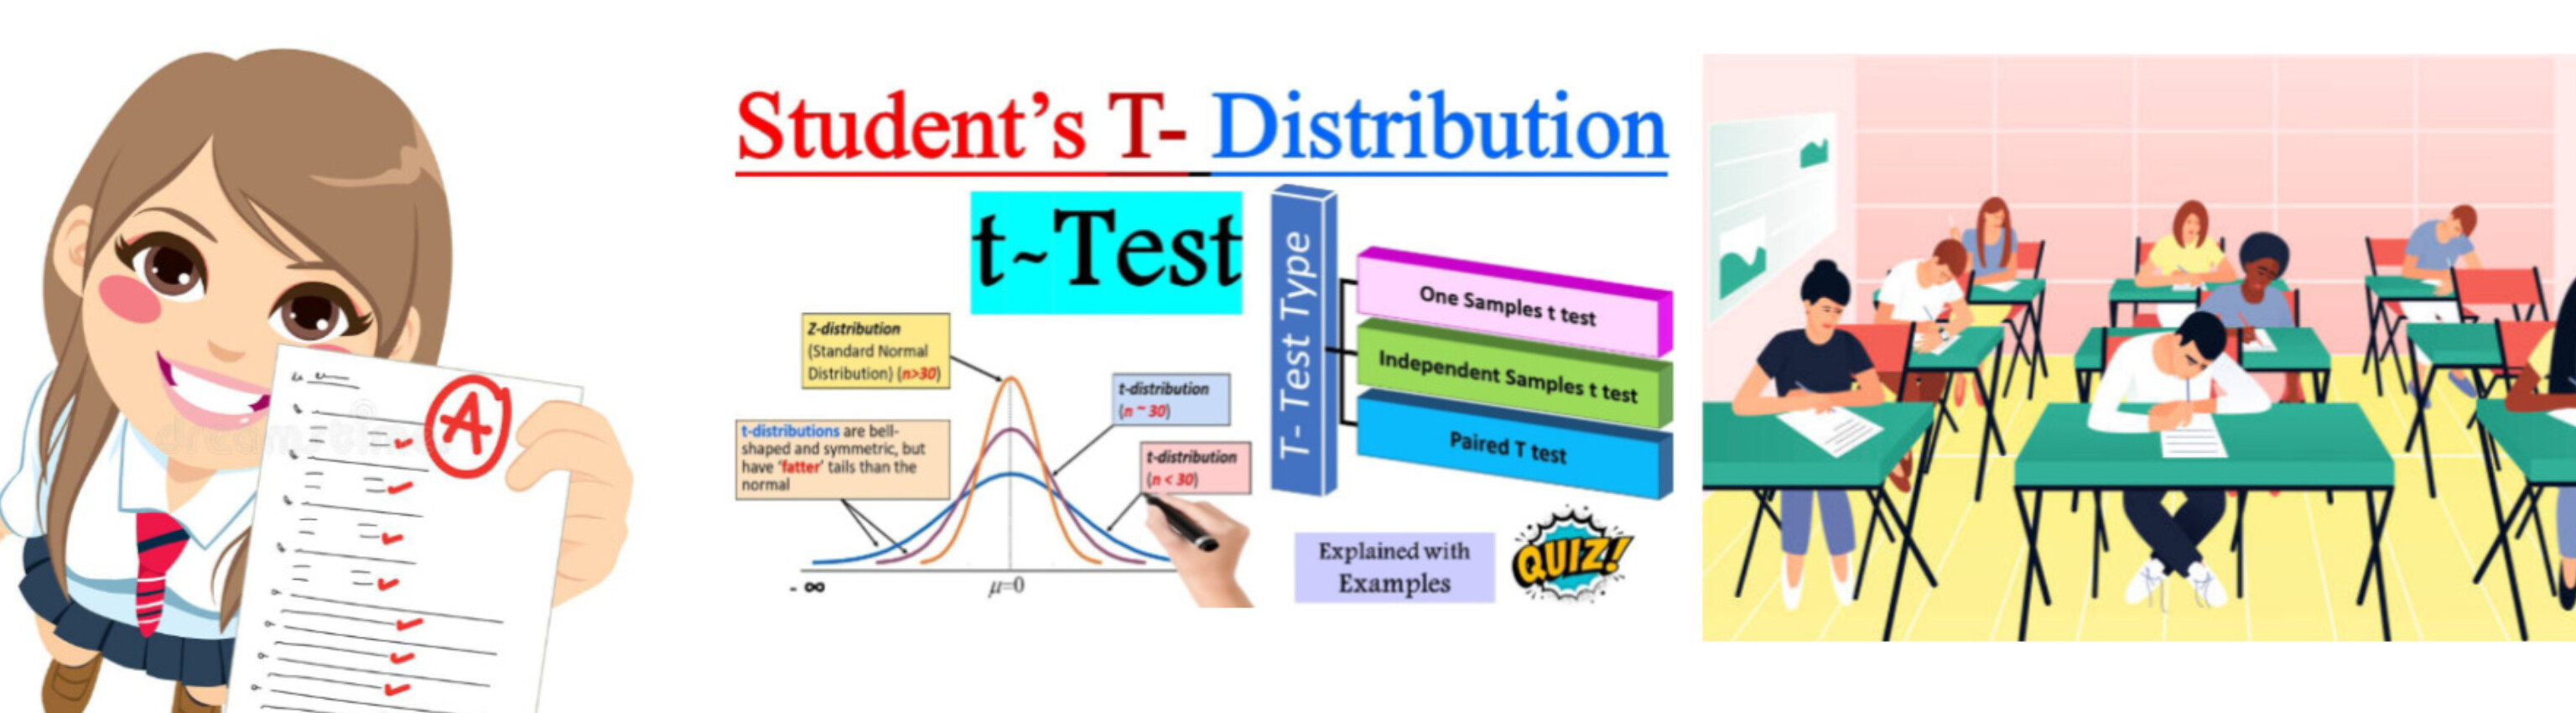 A
dreamstime
Student's T- Distribution
t~Test
Z-distribution
(Standard Normal
Distribution) (n>30)
t-distribution
(n ~ 30)
t-distributions are bell-
shaped and symmetric, but
have 'fatter' tails than the
normal
t-distribution
(n < 30)
- ∞
μ=0
T- Test Type
One Samples t test
Independent Samples t test
Paired T test
Explained with
Examples
QUIZ!